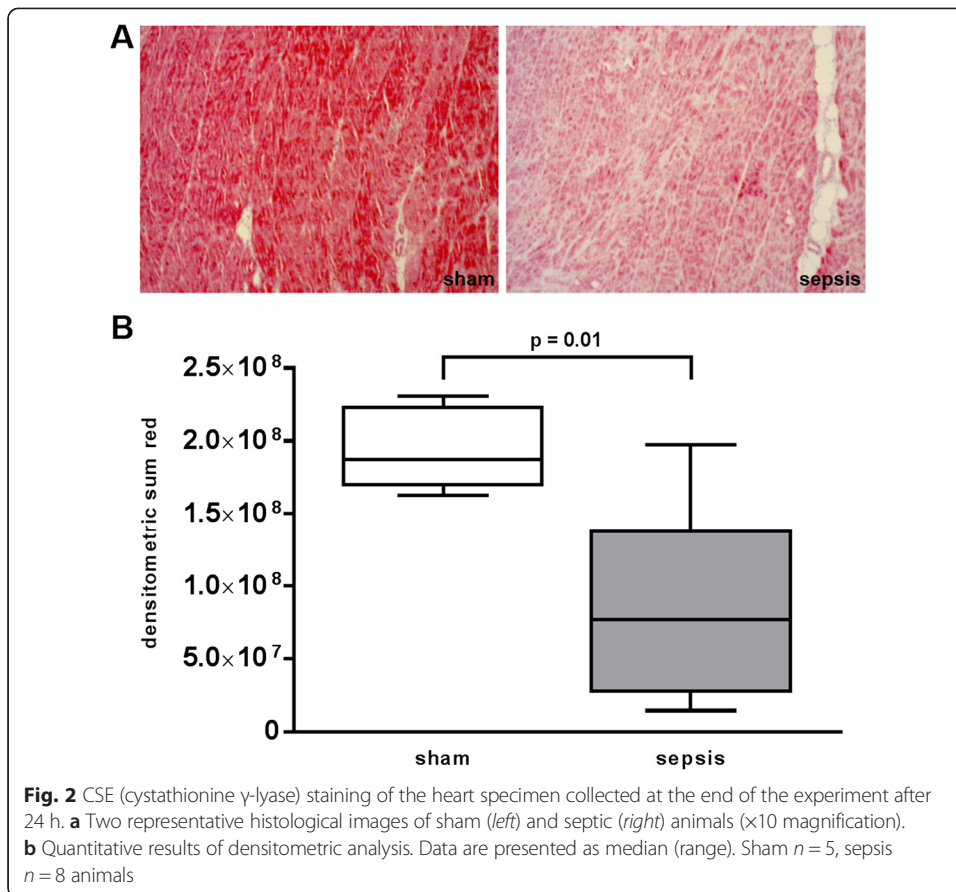 A
sham
sepsis
B
p = 0.01
densitometric sum red
2.5×10⁸
2.0×10⁸
1.5×10⁸
1.0×10⁸
5.0×10⁷
0
sham
sepsis
Fig. 2 CSE (cystathionine γ-lyase) staining of the heart specimen collected at the end of the experiment after
24 h. a Two representative histological images of sham (left) and septic (right) animals (×10 magnification).
b Quantitative results of densitometric analysis. Data are presented as median (range). Sham n = 5, sepsis
n = 8 animals